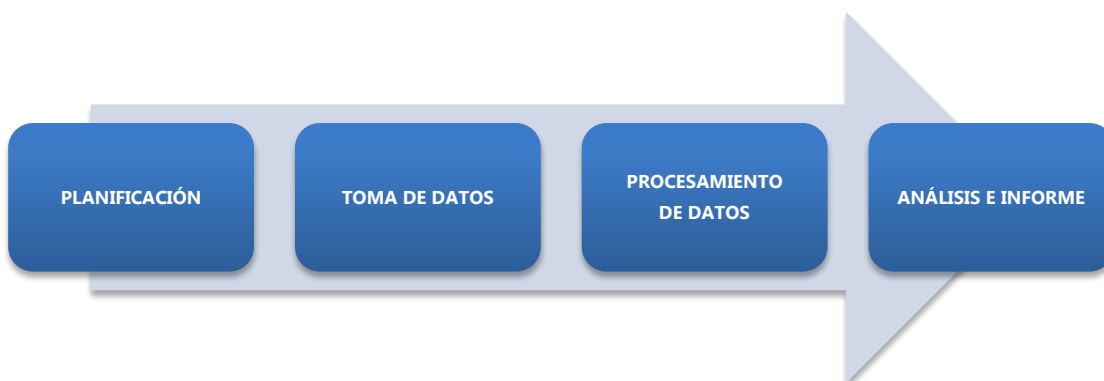 PLANIFICACIÓN
TOMA DE DATOS
PROCESAMIENTO
DE DATOS
ANÁLISIS E INFORME